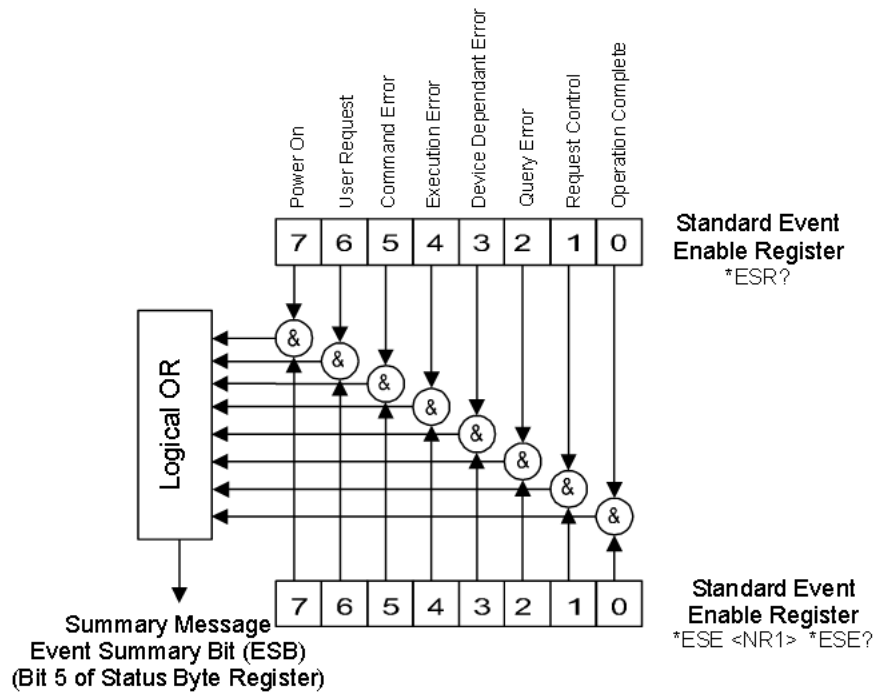 Power On
User Request
Command Error
Execution Error
Device Dependant Error
Query Error
Request Control
Operation Complete
7 6 5 4 3 2 1 0
Standard Event
Enable Register
*ESR?
&
&
&
&
&
&
&
&
Logical OR
7 6 5 4 3 2 1 0
Standard Event
Enable Register
*ESE <NR1> *ESE?
Summary Message
Event Summary Bit (ESB)
(Bit 5 of Status Byte Register)